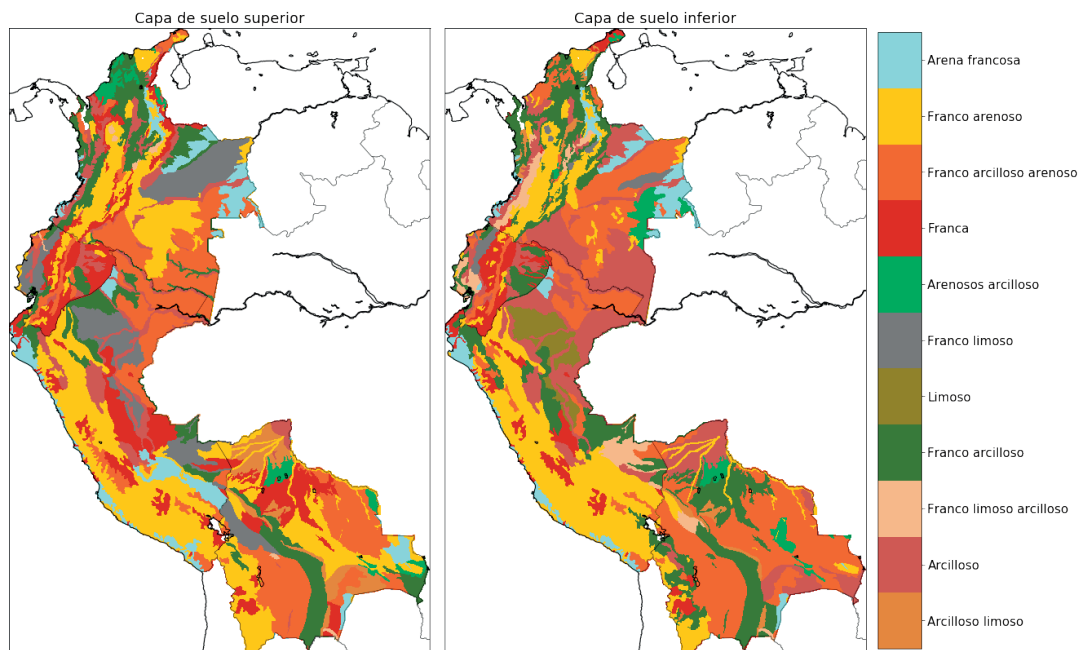 Capa de suelo superior
Capa de suelo inferior
Arena francosa
Franco arenoso
Franco arcilloso arenoso
Franca
Arenosos arcilloso
Franco limoso
Limoso
Franco arcilloso
Franco limoso arcilloso
Arcilloso
Arcilloso limoso